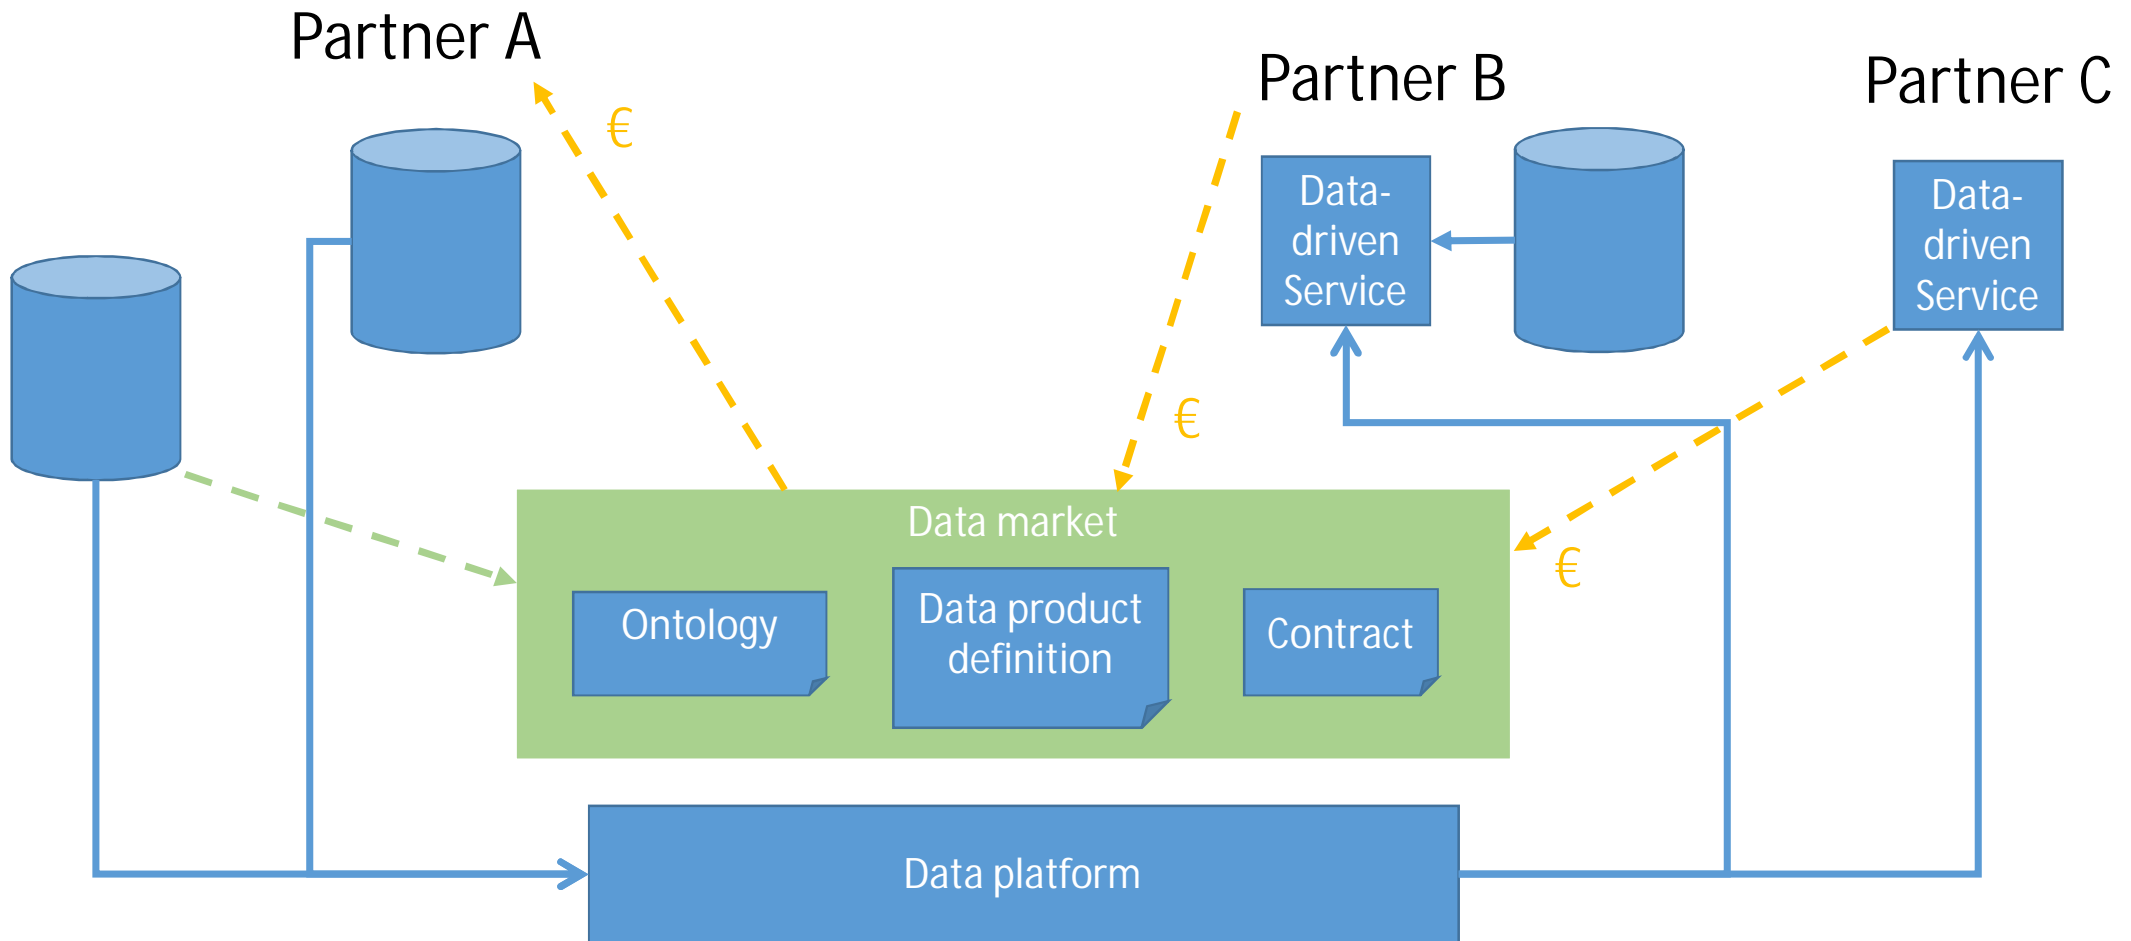 Partner A
Partner B
Partner C
€
Data-
driven
Service
Data-
driven
Service
€
€
Data market
Ontology
Data product
definition
Contract
Data platform